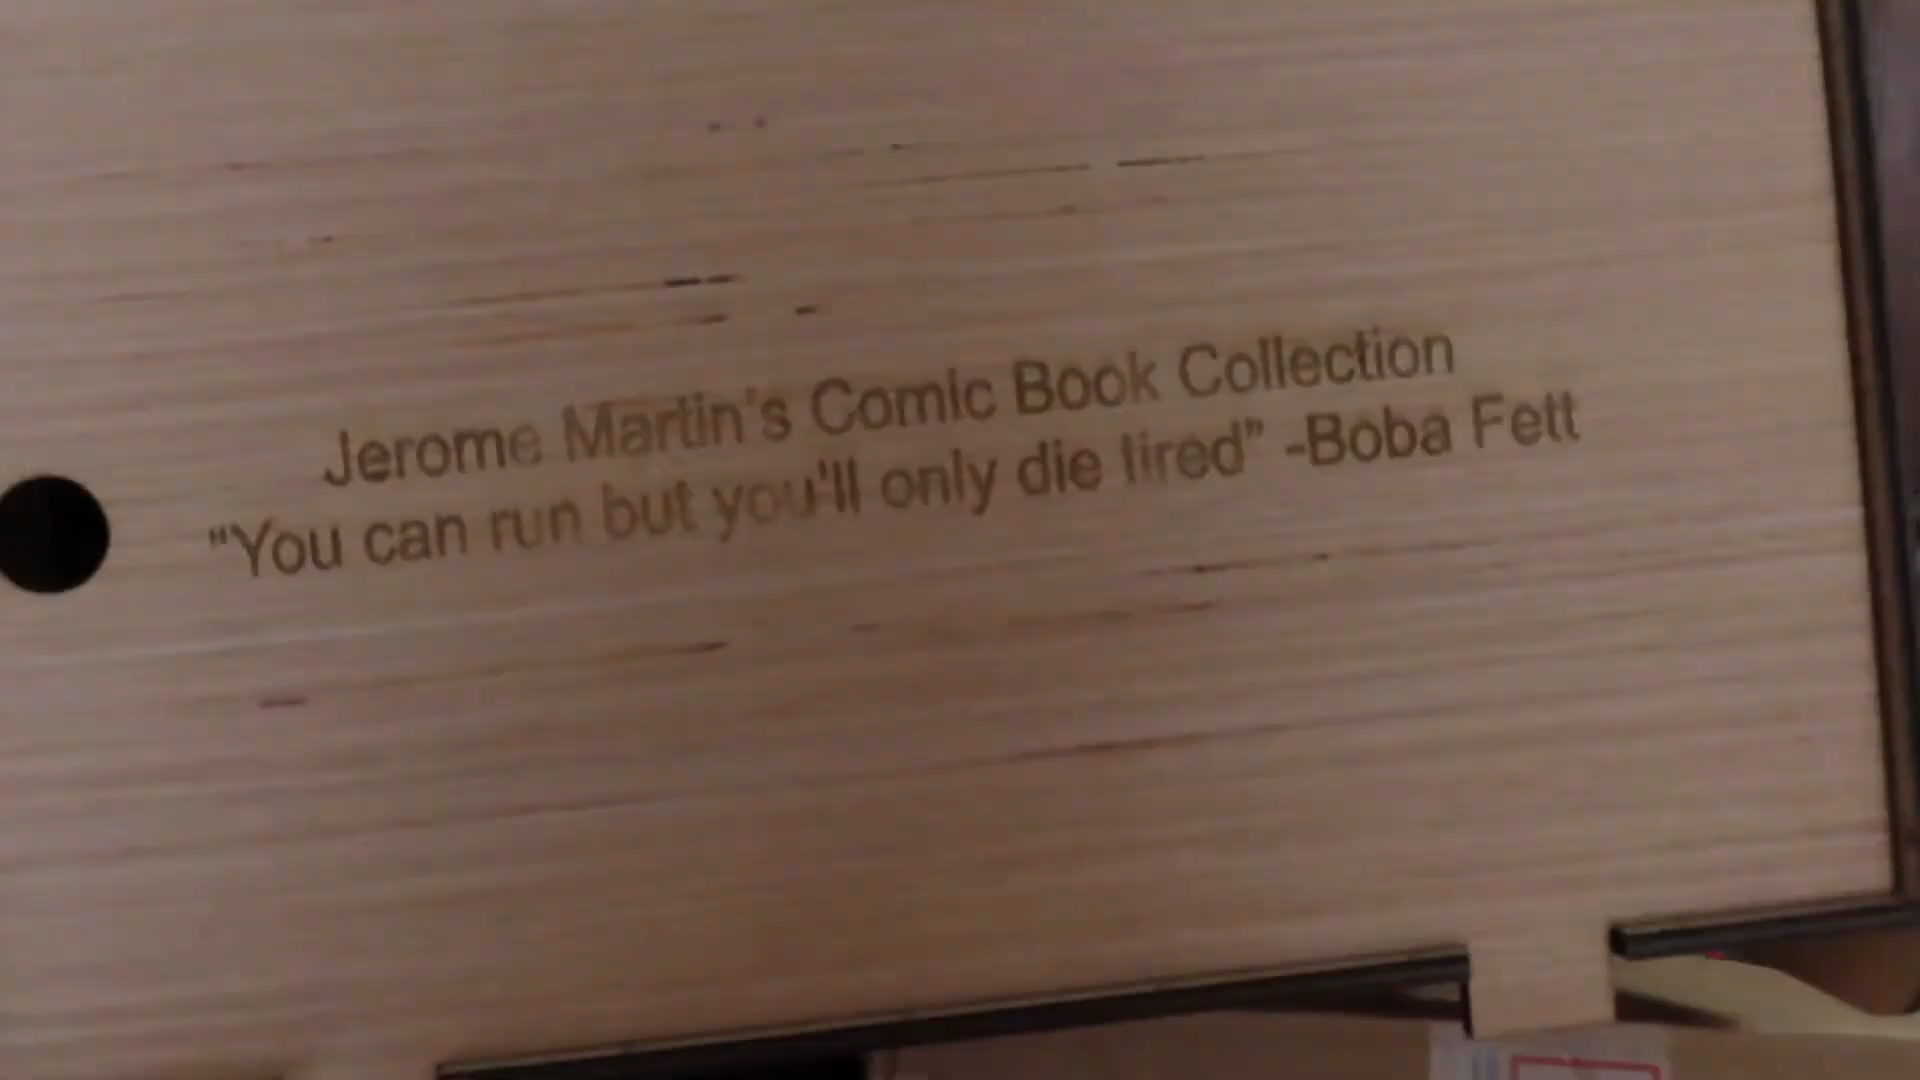 Jerome Martin's Comic Book Collection
“You can run but you'll only die tired” -Boba Fett